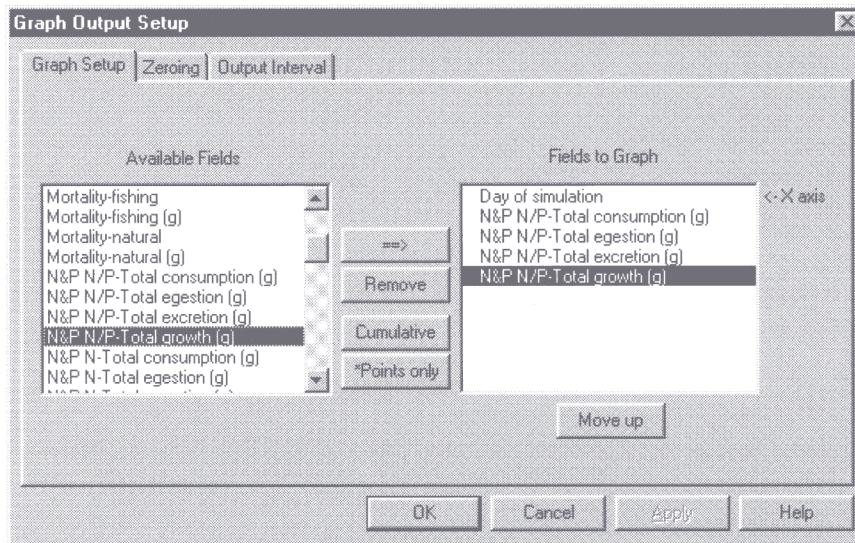 Graph Output Setup
Graph Setup
Zeroing
Output Interval
Available Fields
Mortality-fishing
Mortality-fishing (g)
Mortality-natural
Mortality-natural (g)
N&P N/P-Total consumption (g)
N&P N/P-Total egestion (g)
N&P N/P-Total excretion (g)
N&P N/P-Total growth (g)
N&P N-Total consumption (g)
N&P N-Total egestion (g)
==>
Remove
Cumulative
*Points only
Fields to Graph
Day of simulation
N&P N/P-Total consumption (g)
N&P N/P-Total egestion (g)
N&P N/P-Total excretion (g)
N&P N/P-Total growth (g)
<-X axis
Move up
OK
Cancel
Apply
Help